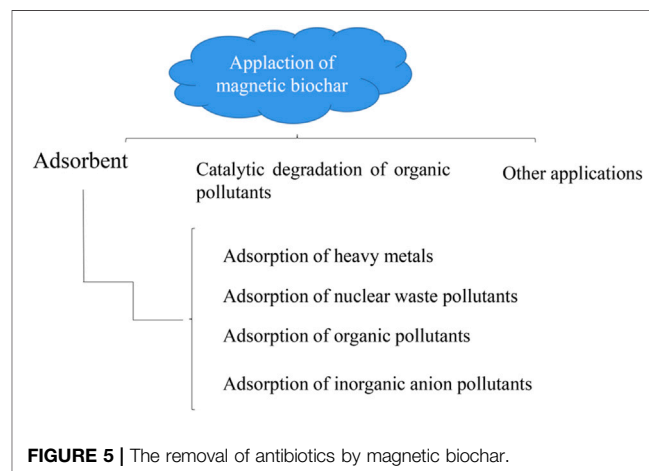 Applaction of
magnetic biochar
Adsorbent
Catalytic degradation of organic
pollutants
Other applications
Adsorption of heavy metals
Adsorption of nuclear waste pollutants
Adsorption of organic pollutants
Adsorption of inorganic anion pollutants
FIGURE 5 | The removal of antibiotics by magnetic biochar.